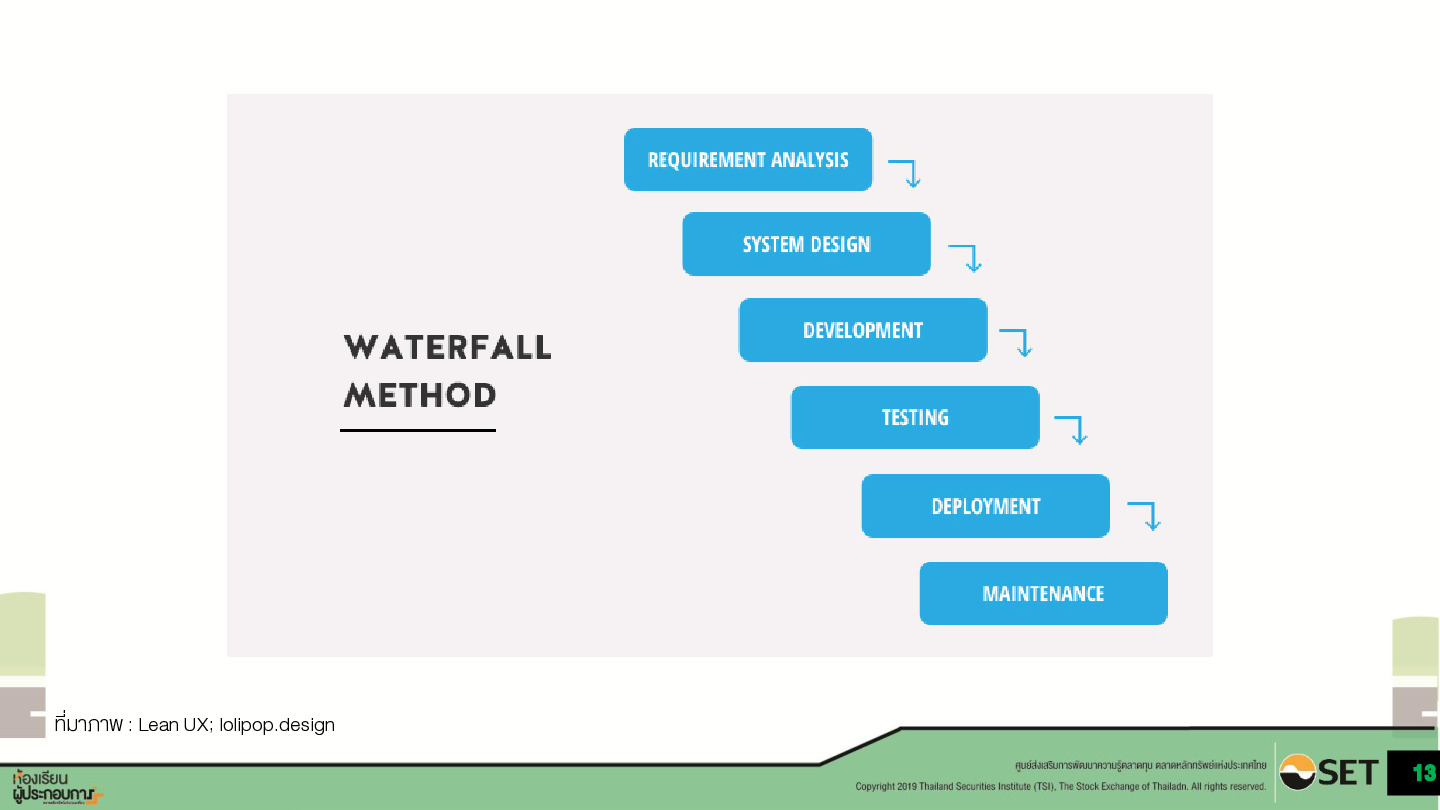 REQUIREMENT ANALYSIS
SYSTEM DESIGN
DEVELOPMENT
WATERFALL
METHOD
TESTING
DEPLOYMENT
MAINTENANCE
ที่มาภาพ : Lean UX; lolipop.design
ห้องเรียน
ผู้ประกอบการ
ศูนย์ส่งเสริมการพัฒนาความรู้ตลาดทุน ตลาดหลักทรัพย์แห่งประเทศไทย
Copyright 2019 Thailand Securities Institute (TSI), The Stock Exchange of Thailadn. All rights reserved.
SET
13